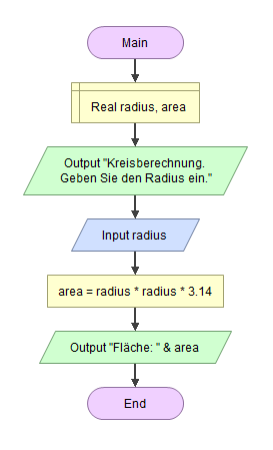 Main
Real radius, area
Output "Kreisberechnung.
Geben Sie den Radius ein."
Input radius
area = radius * radius * 3.14
Output "Fläche: " & area
End